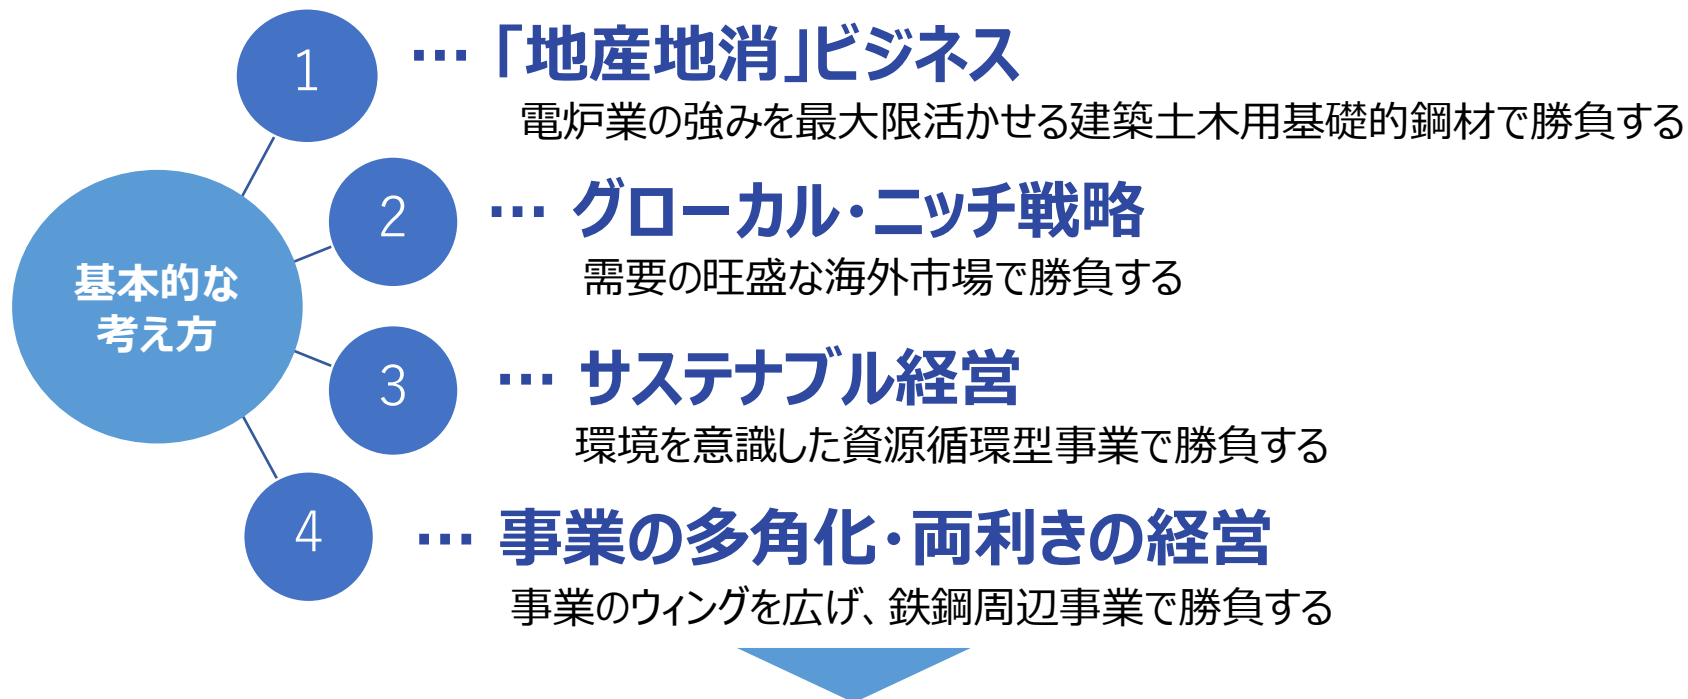 基本的な
考え方
1
… 「地産地消」ビジネス
電炉業の強みを最大限活かせる建築土木用基礎的鋼材で勝負する
2
… グローカル・ニッチ戦略
需要の旺盛な海外市場で勝負する
3
… サステナブル経営
環境を意識した資源循環型事業で勝負する
4
… 事業の多角化・両利きの経営
事業のウィングを広げ、鉄鋼周辺事業で勝負する